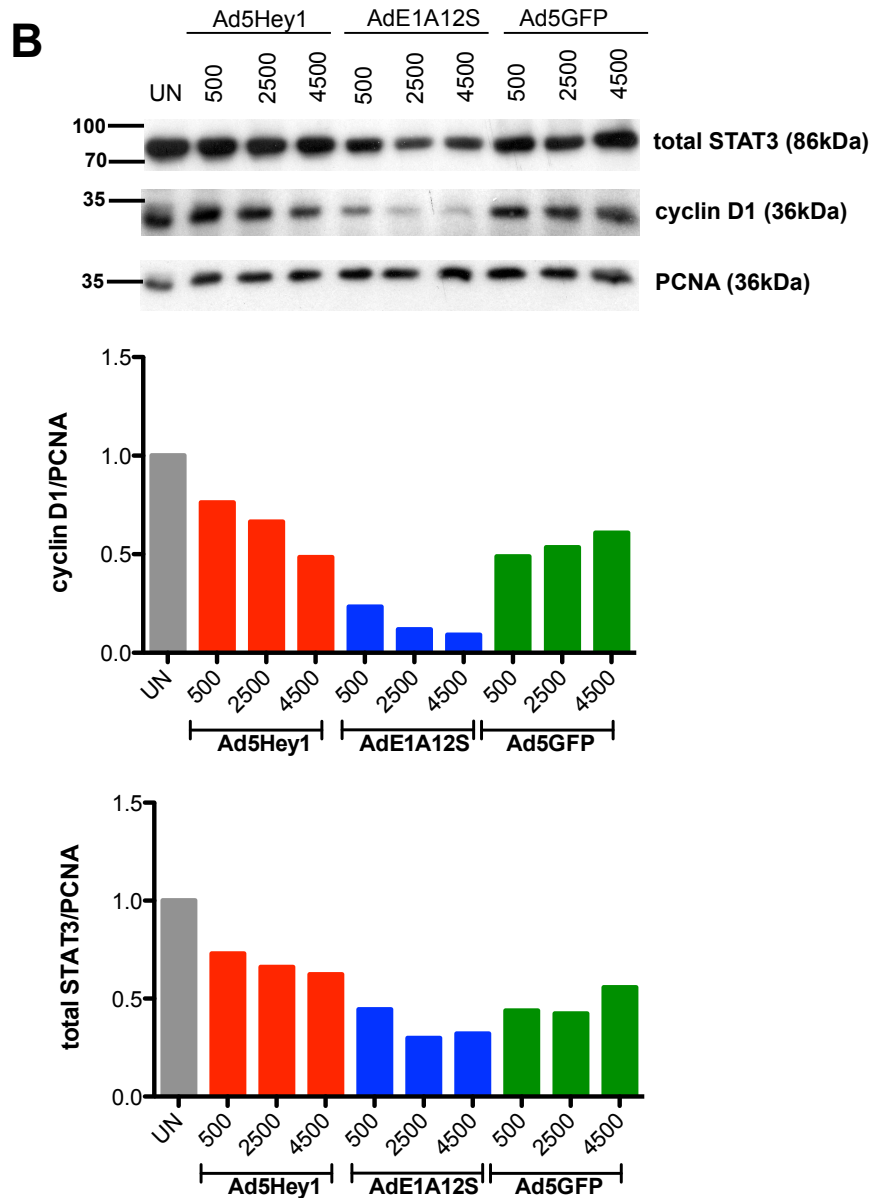 B
Ad5Hey1 AdE1A12S Ad5GFP
UN 500 2500 4500 500 2500 4500 500 2500 4500
100
70
total STAT3 (86kDa)
35
cyclin D1 (36kDa)
35
PCNA (36kDa)
cyclin D1/PCNA
1.5
1.0
0.5
0.0
UN 500 2500 4500 500 2500 4500 500 2500 4500
Ad5Hey1 AdE1A12S Ad5GFP
total STAT3/PCNA
1.5
1.0
0.5
0.0
UN 500 2500 4500 500 2500 4500 500 2500 4500
Ad5Hey1 AdE1A12S Ad5GFP